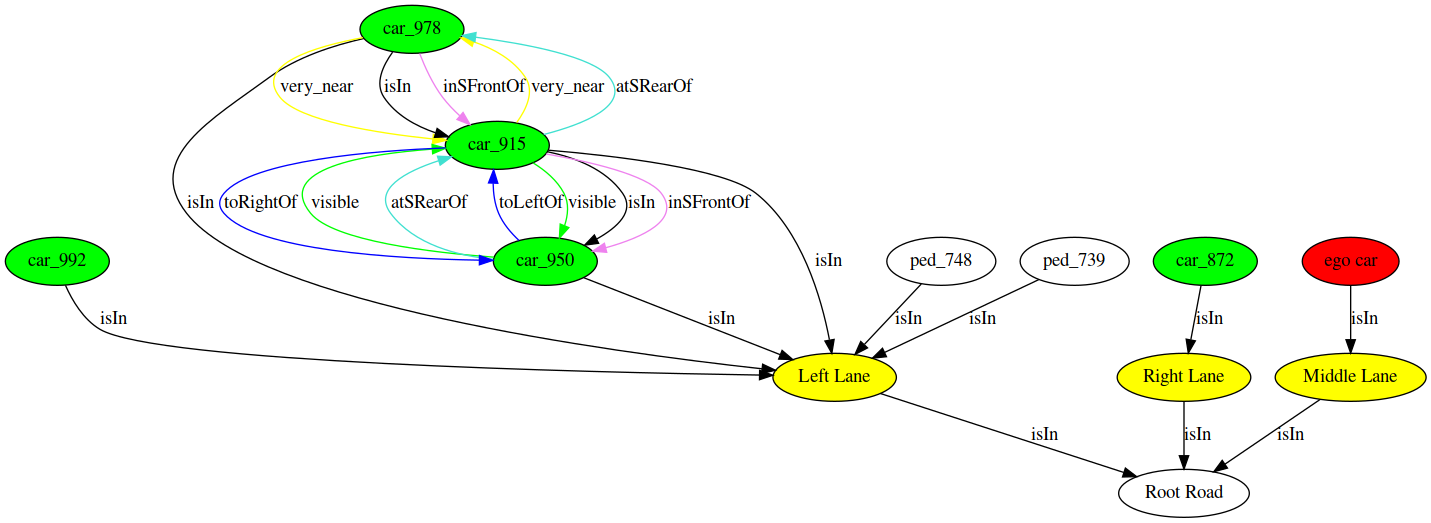 car_978
very_near
isIn
inSFrontOf
very_near
atSRearOf
car_915
isIn
toRightOf
visible
atSRearOf
toLeftOf
visible
isIn
inSFrontOf
car_992
car_950
isIn
ped_748
ped_739
car_872
ego car
isIn
isIn
isIn
isIn
isIn
isIn
Left Lane
Right Lane
Middle Lane
isIn
isIn
isIn
Root Road